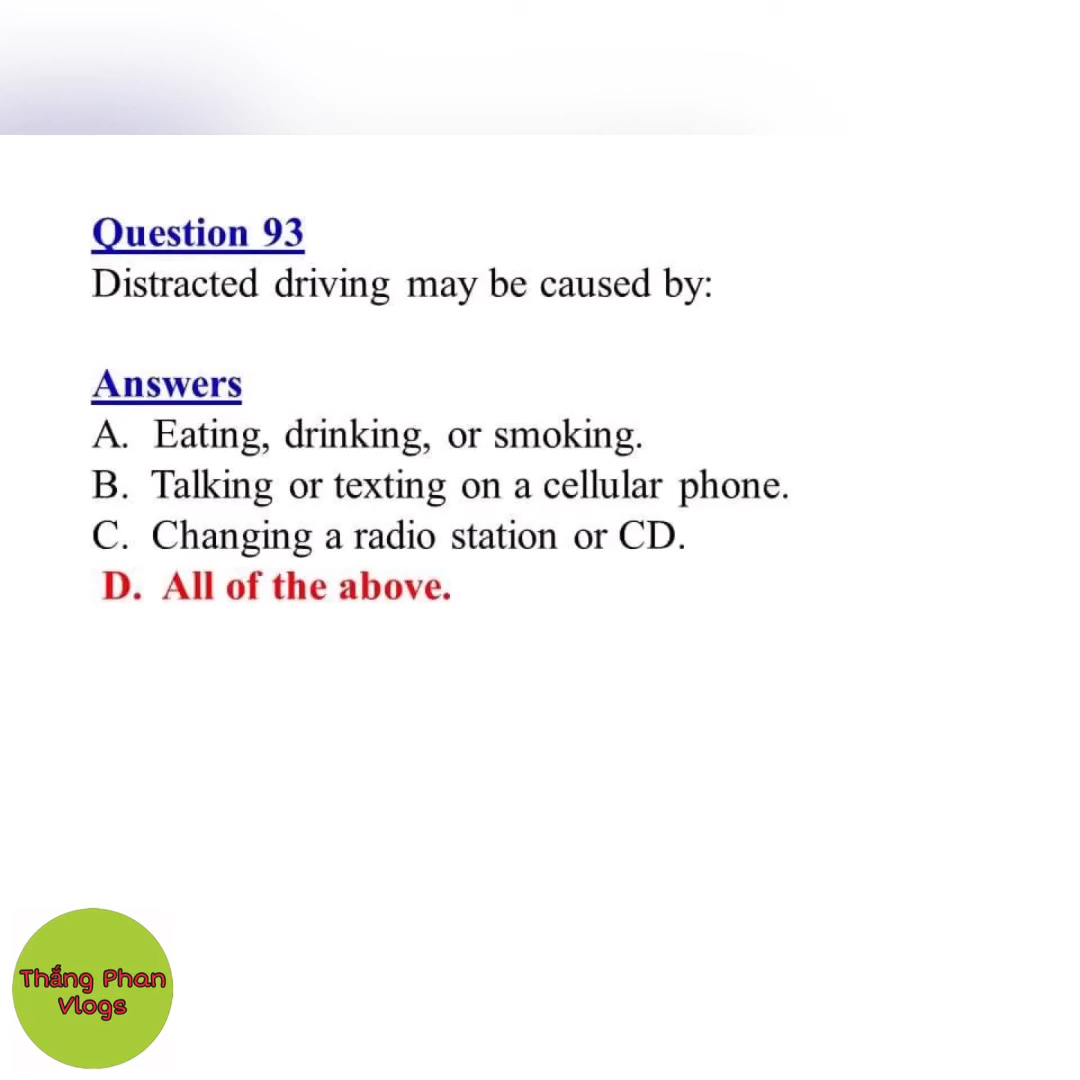 Question 93
Distracted driving may be caused by:
Answers
A. Eating, drinking, or smoking.
B. Talking or texting on a cellular phone.
C. Changing a radio station or CD.
D. All of the above.
Thắng Phan
Vlogs